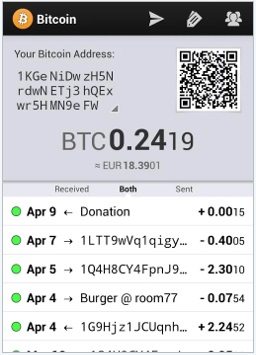 Bitcoin
Your Bitcoin Address:
1KGe NiDw zH5N
rdwN ETj3 hQEx
wr5H MN9e FW
BTC 0.2419
≈ EUR 18.3901
Received Both Sent
Apr 9 ← Donation + 0.0015
Apr 7 → 1LTT9wVq1qigy... - 0.4005
Apr 5 → 1Q4H8CY4FpnJ9... - 2.3010
Apr 4 → Burger @ room77 - 0.0754
Apr 4 ← 1G9Hjz1JCUqnh... + 2.2452